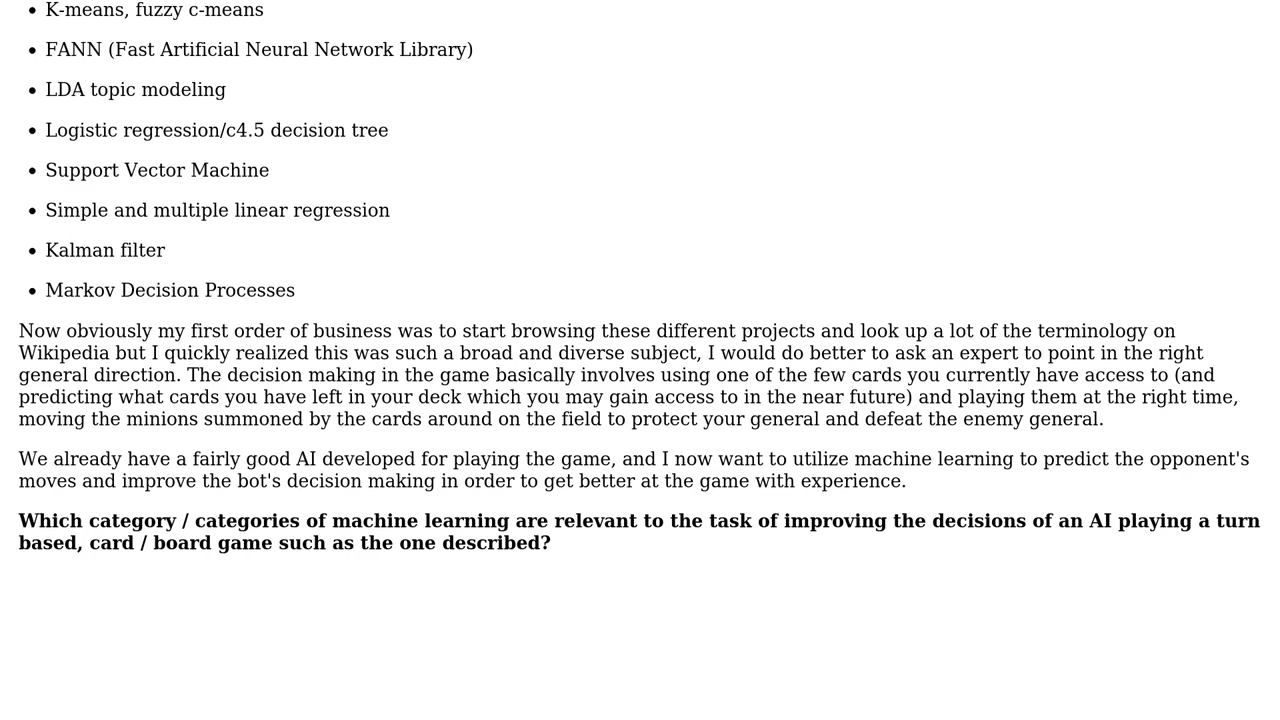 • K-means, fuzzy c-means
• FANN (Fast Artificial Neural Network Library)
• LDA topic modeling
• Logistic regression/c4.5 decision tree
• Support Vector Machine
• Simple and multiple linear regression
• Kalman filter
• Markov Decision Processes
Now obviously my first order of business was to start browsing these different projects and look up a lot of the terminology on
Wikipedia but I quickly realized this was such a broad and diverse subject, I would do better to ask an expert to point in the right
general direction. The decision making in the game basically involves using one of the few cards you currently have access to (and
predicting what cards you have left in your deck which you may gain access to in the near future) and playing them at the right time,
moving the minions summoned by the cards around on the field to protect your general and defeat the enemy general.
We already have a fairly good AI developed for playing the game, and I now want to utilize machine learning to predict the opponent's
moves and improve the bot's decision making in order to get better at the game with experience.
Which category / categories of machine learning are relevant to the task of improving the decisions of an AI playing a turn
based, card / board game such as the one described?